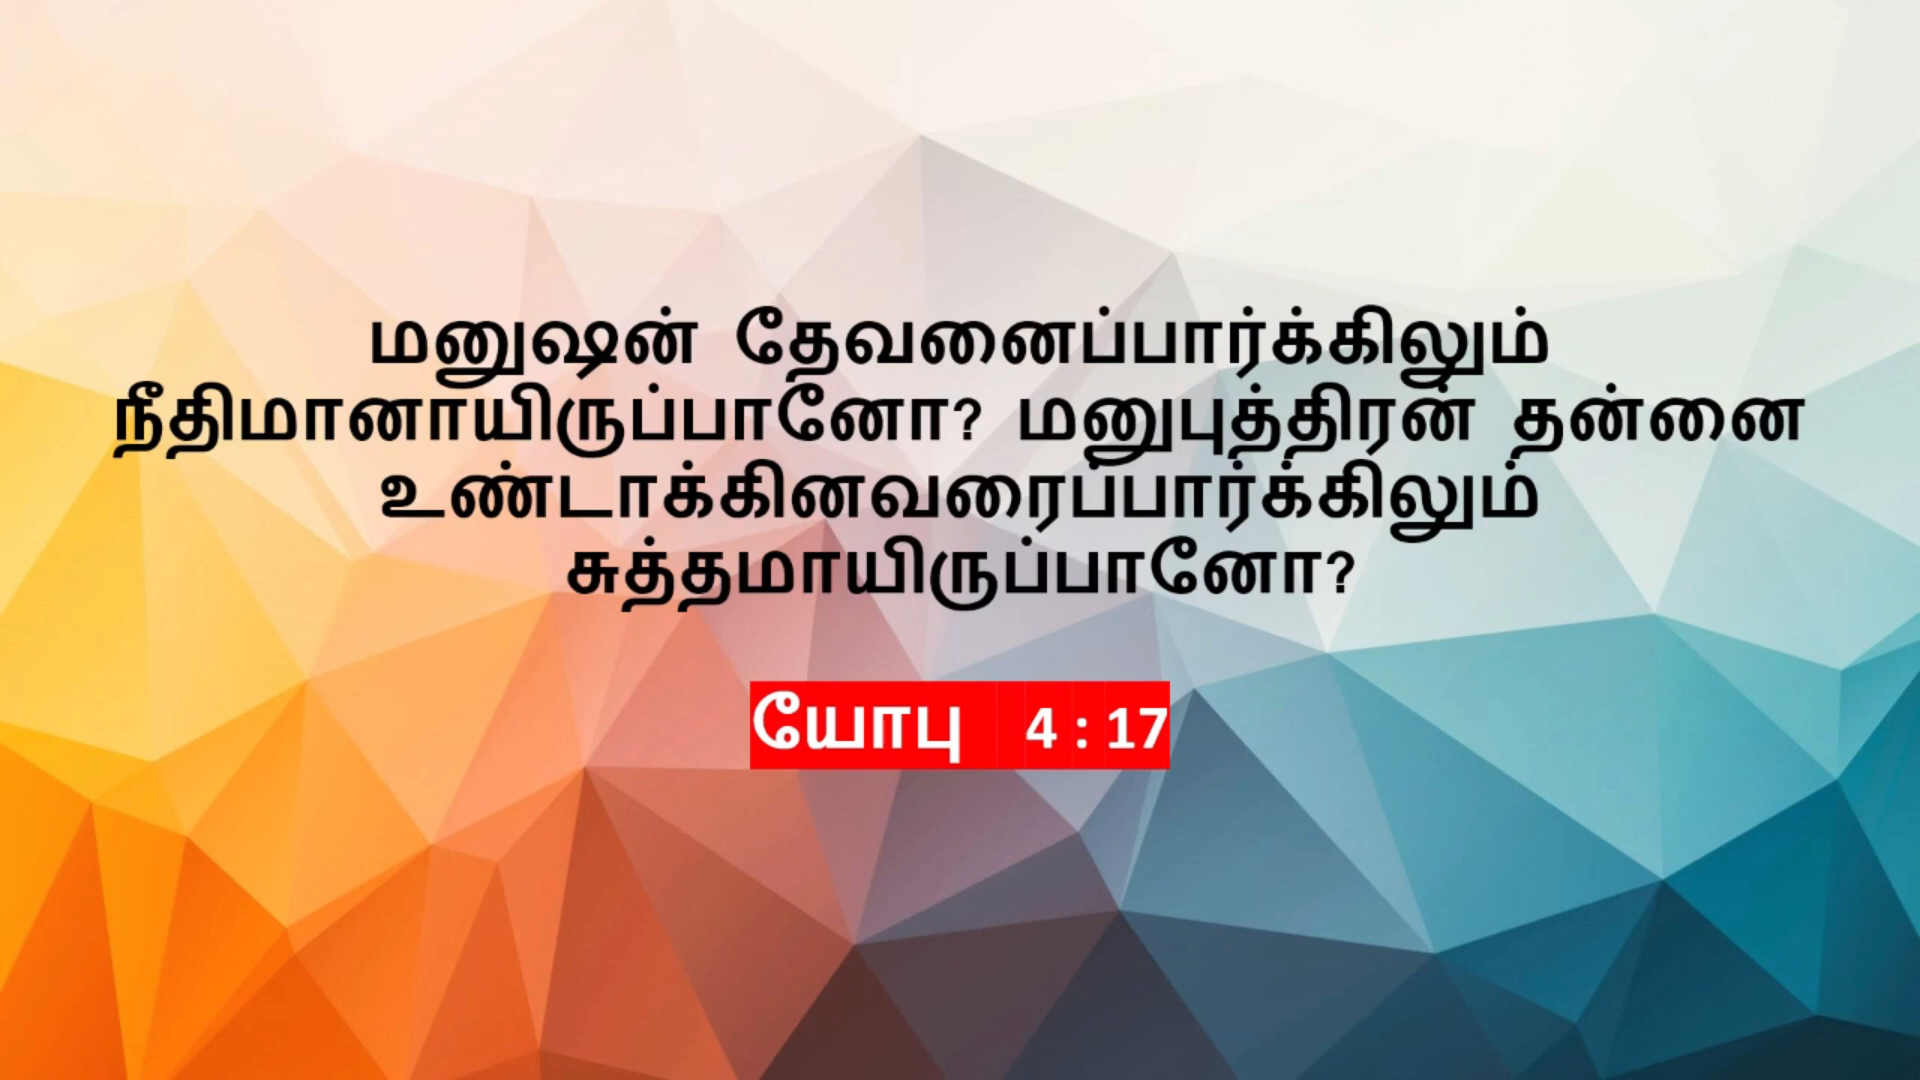 மனுஷன் தேவனைப்பார்க்கிலும்
நீதிமானாயிருப்பானோ? மனுபுத்திரன் தன்னை
உண்டாக்கினவரைப்பார்க்கிலும்
சுத்தமாயிருப்பானோ?
யோபு 4 : 17